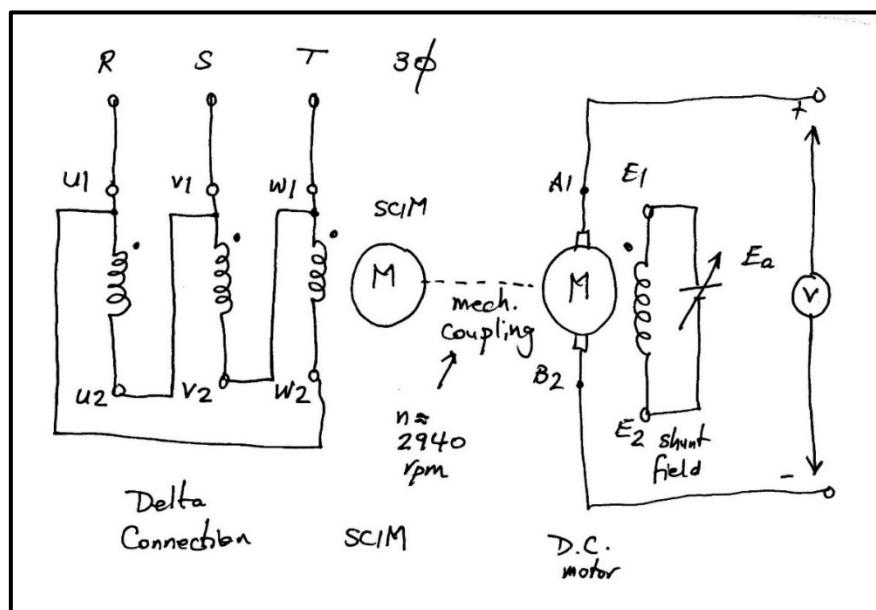 R S T 3ϕ
U1 V1 W1
SCIM
M
U2 V2 W2
mech.
coupling
n ≈
2940
rpm
A1 E1
M
Ea
V
B2
E2 shunt
field
+
-
Delta
Connection
SCIM
D.C.
motor